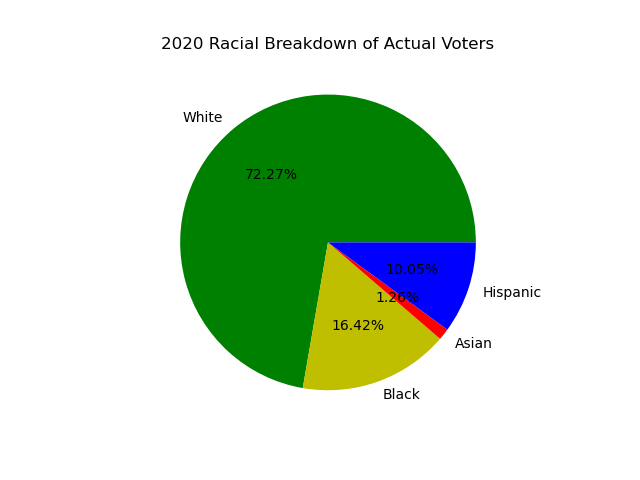 2020 Racial Breakdown of Actual Voters
White
72.27%
10.05%
Hispanic
1.26%
16.42%
Asian
Black